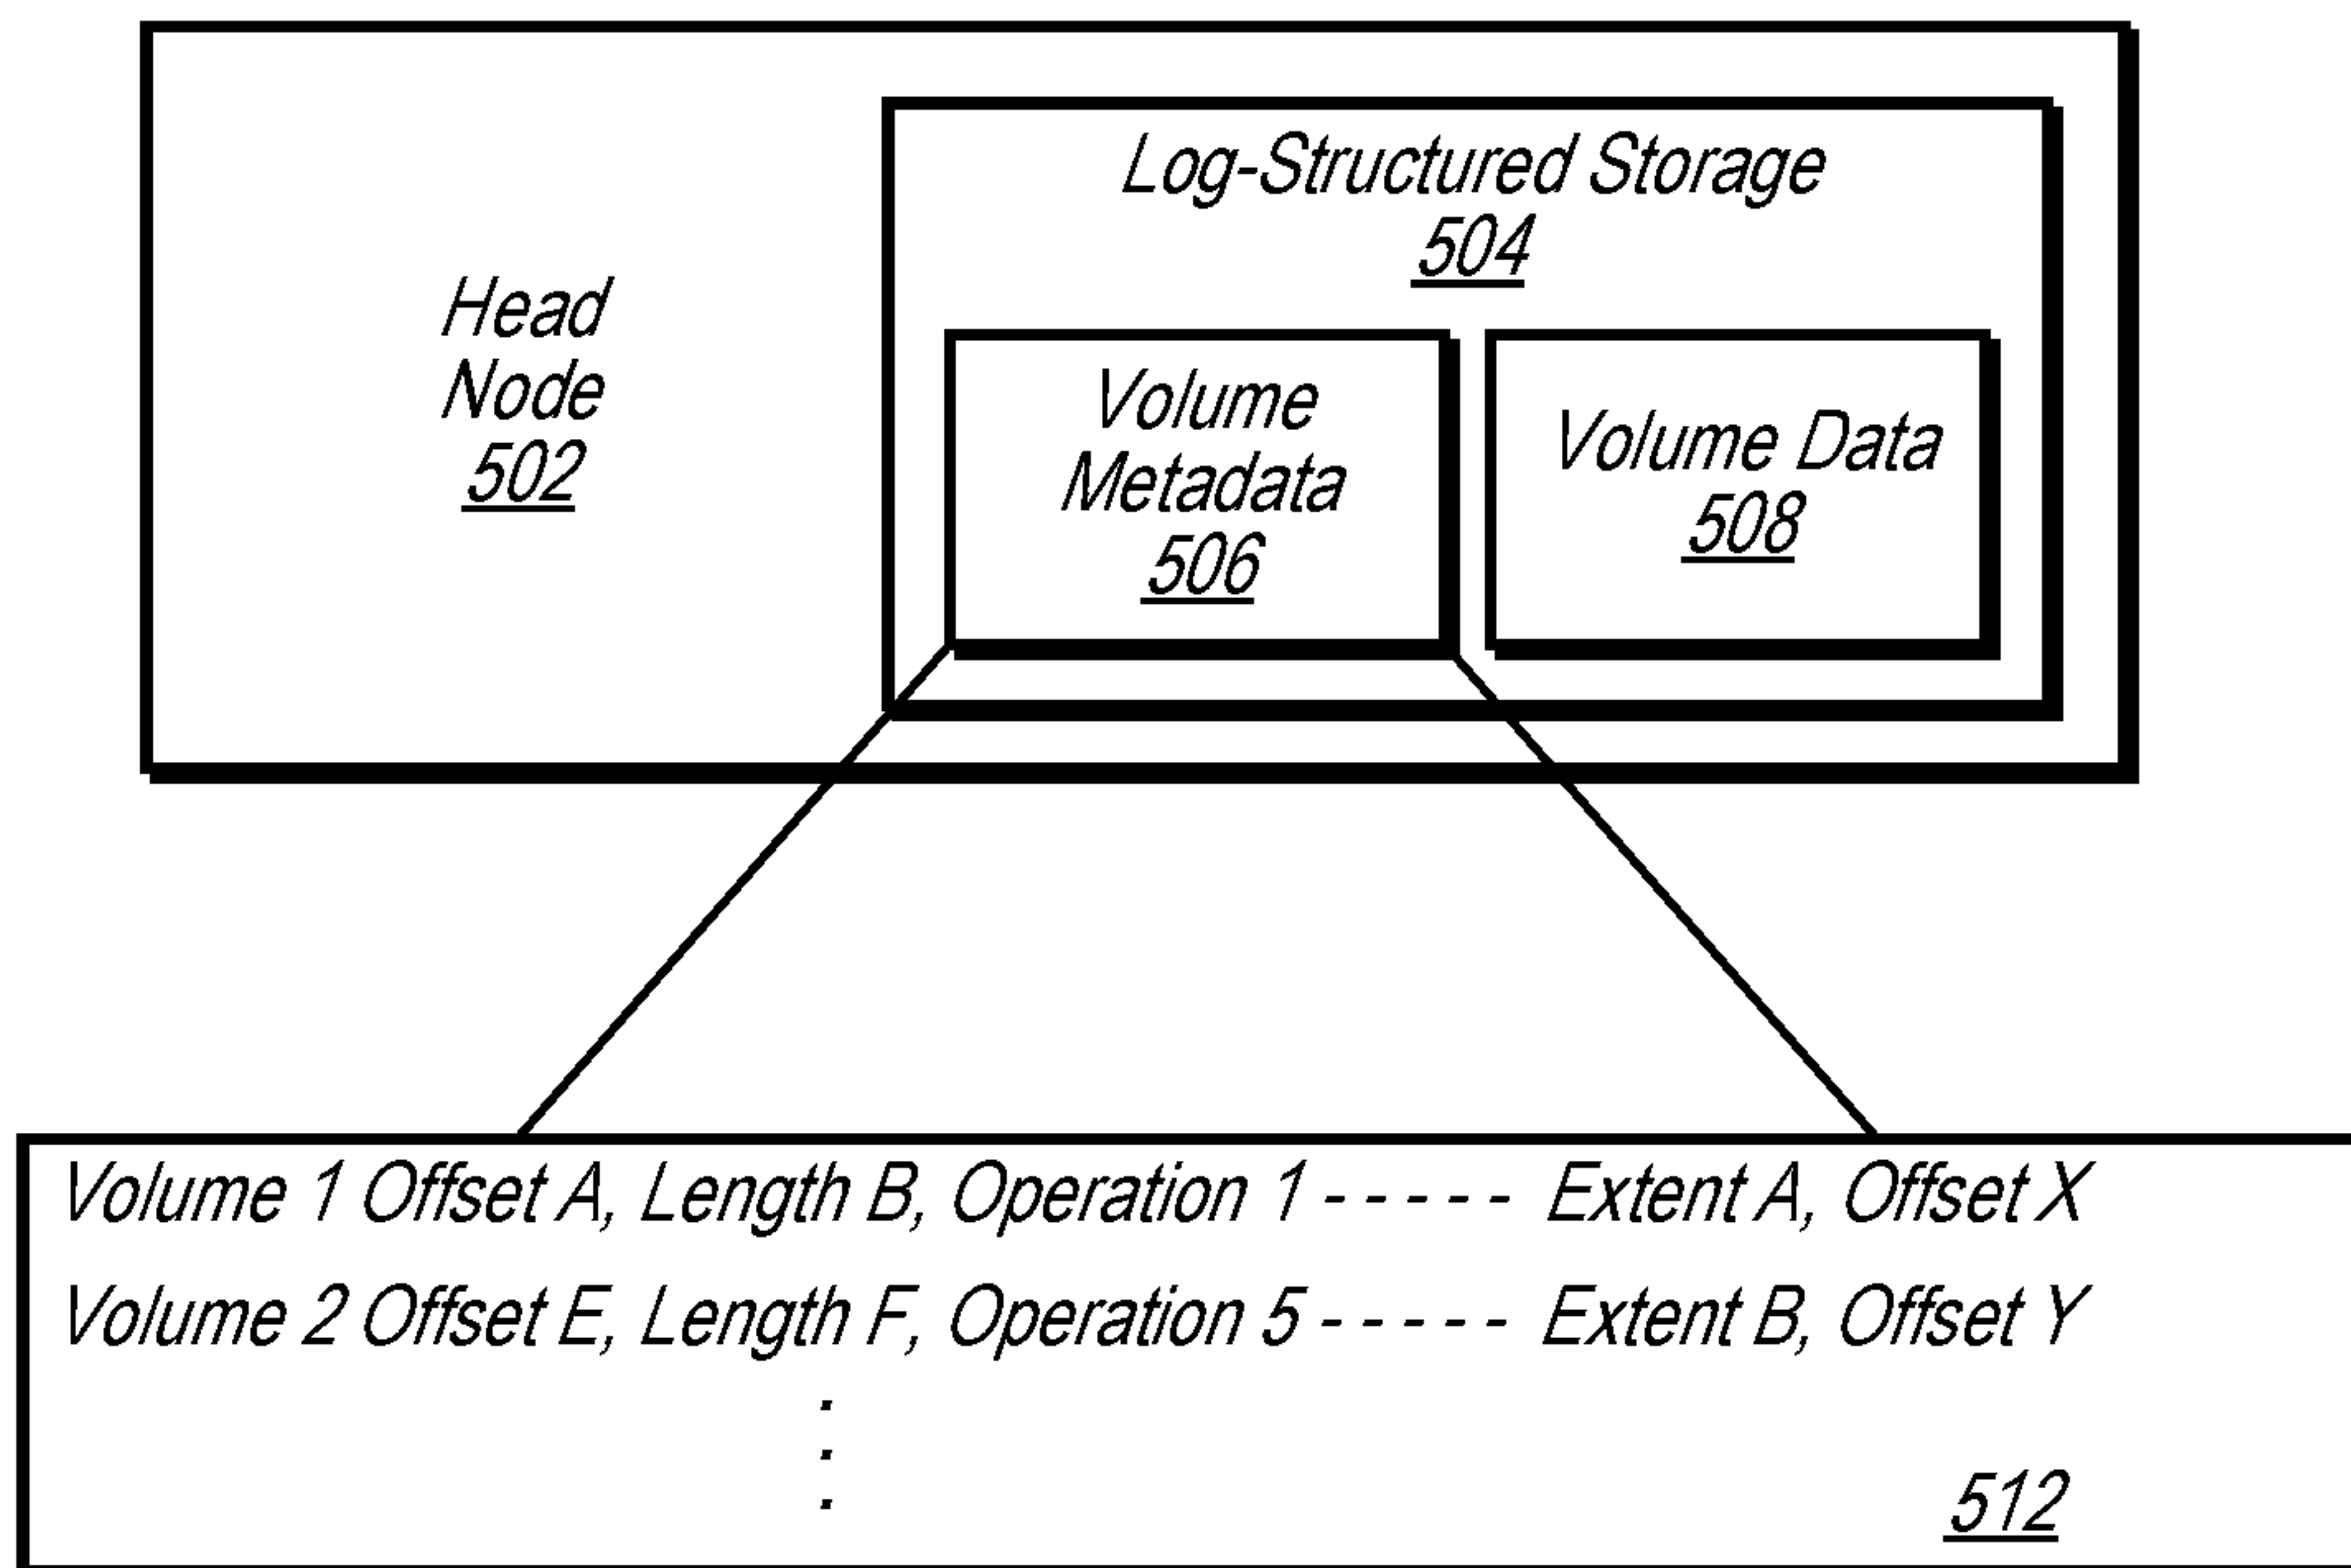 Log-Structured Storage
504
Head
Node
502
Volume
Metadata
506
Volume Data
508
Volume 1 Offset A, Length B, Operation 1 - - - - - Extent A, Offset X
Volume 2 Offset E, Length F, Operation 5 - - - - - Extent B, Offset Y
512